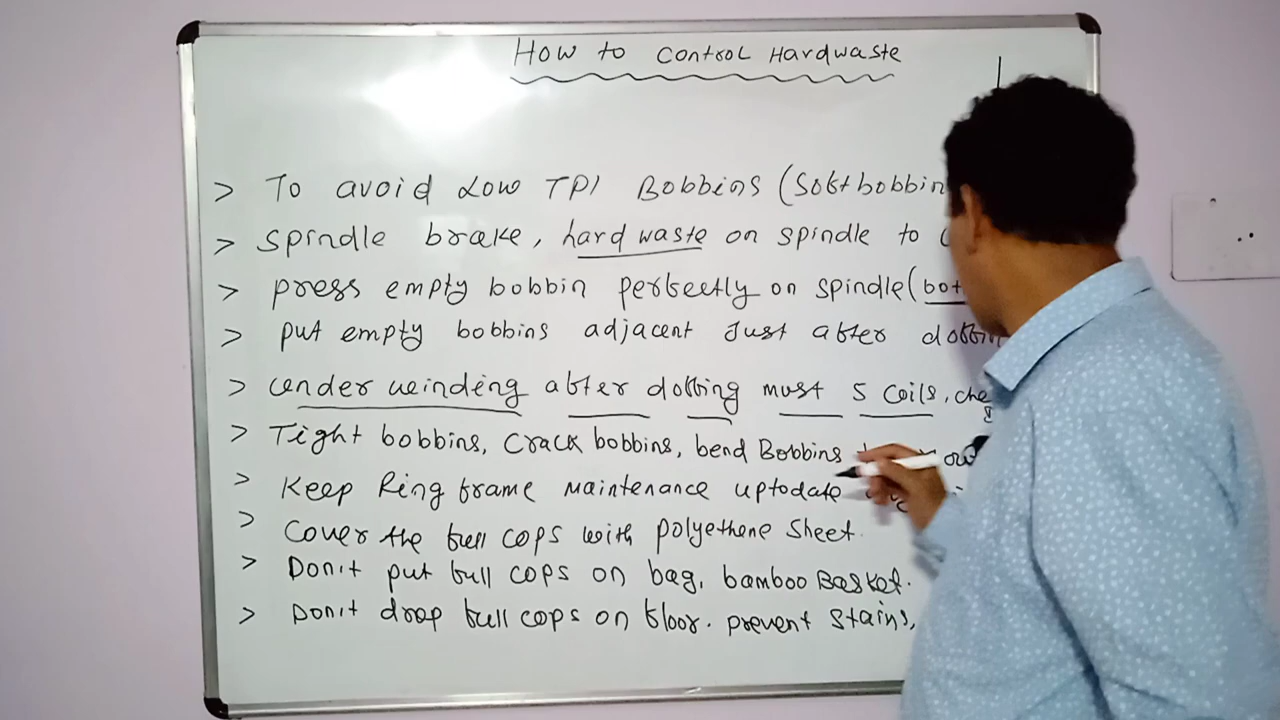 How to control Hardwaste
> To avoid Low TPI Bobbins (Softbobbin
> Spindle brake, hard waste on spindle to
> press empty bobbin perfectly on spindle (bot
> put empty bobbins adjacent Just after doffin
> Under weinding after doffing must 5 coils, che
> Tight bobbins, Crack bobbins, bend Bobbins
> Keep Ring frame Maintenance uptodate
> Cover the full cops with polyethene Sheet.
> Don't put full cops on bag, bamboo Basket.
> Don't drop full cops on floor. prevent stains,